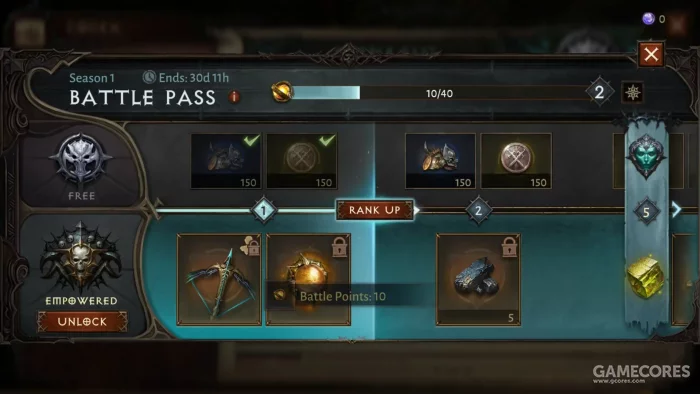 0
Season 1 Ends: 30d 11h
BATTLE PASS
10/40
2
FREE
150
150
150
150
1
RANK UP
2
5
EMPOWERED
UNLOCK
Battle Points: 10
5
GAMECORES
www.gcores.com